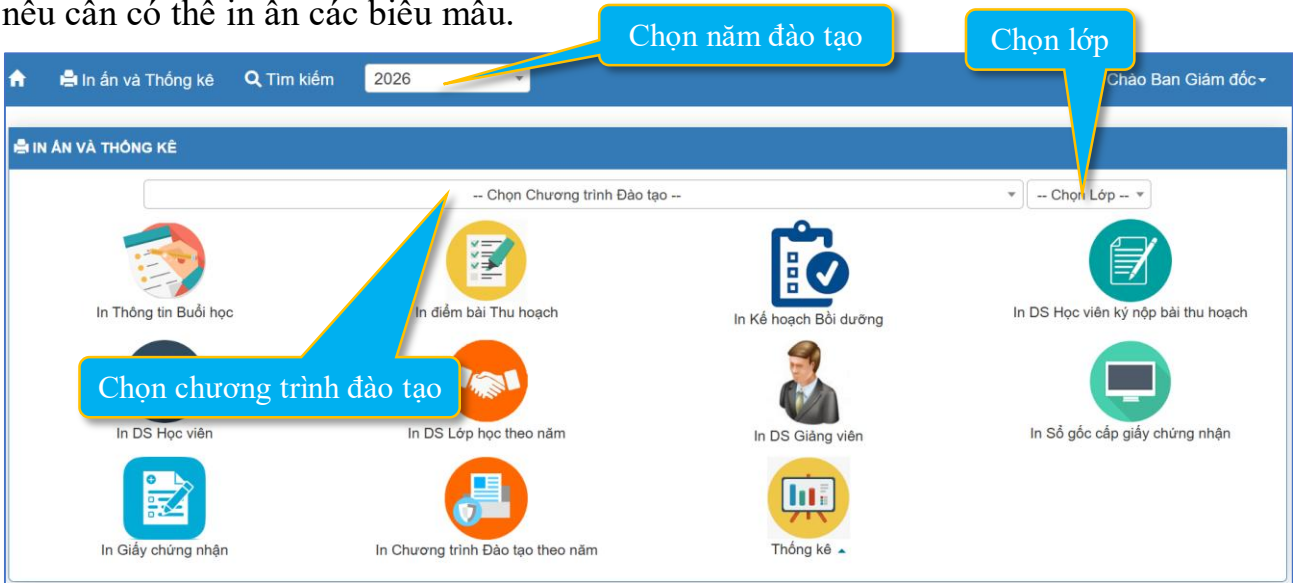 nếu cần có thể in ấn các biểu mẫu.
Chọn năm đào tạo
Chọn lớp
In ấn và Thống kê
Tìm kiếm
2026
Chào Ban Giám đốc
IN ẤN VÀ THỐNG KÊ
-- Chọn Chương trình Đào tạo --
-- Chọn Lớp --
In Thông tin Buổi học
In điểm bài Thu hoạch
In Kế hoạch Bồi dưỡng
In DS Học viên ký nộp bài thu hoạch
Chọn chương trình đào tạo
In DS Học viên
In DS Lớp học theo năm
In DS Giảng viên
In Sổ gốc cấp giấy chứng nhận
In Giấy chứng nhận
In Chương trình Đào tạo theo năm
Thống kê